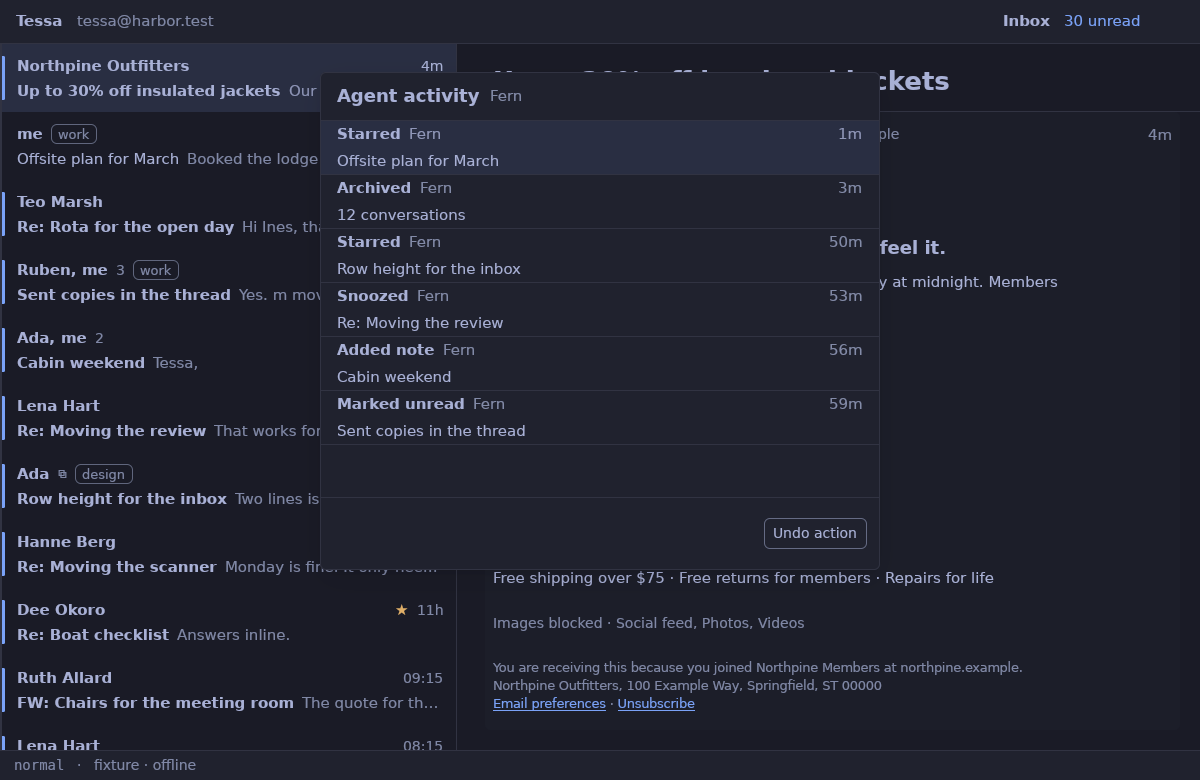 Tessa tessa@harbor.test
Inbox 30 unread
Northpine Outfitters 4m
Up to 30% off insulated jackets Our
me work
Offsite plan for March Booked the lodge
Teo Marsh
Re: Rota for the open day Hi Ines,
Ruben, me 3 work
Sent copies in the thread Yes. m
Ada, me 2
Cabin weekend Tessa,
Lena Hart
Re: Moving the review That works for
Ada design
Row height for the inbox Two lines is
Hanne Berg
Re: Moving the scanner Monday is
Dee Okoro ★ 11h
Re: Boat checklist Answers inline.
Ruth Allard 09:15
FW: Chairs for the meeting room The quote for th…
Lena Hart 08:15
Agent activity Fern
Starred Fern 1m
Offsite plan for March
Archived Fern 3m
12 conversations
Starred Fern 50m
Row height for the inbox
Snoozed Fern 53m
Re: Moving the review
Added note Fern 56m
Cabin weekend
Marked unread Fern 59m
Sent copies in the thread
Undo action
4m
feel it.
at midnight. Members
Free shipping over $75 · Free returns for members · Repairs for life
Images blocked · Social feed, Photos, Videos
You are receiving this because you joined Northpine Members at northpine.example.
Northpine Outfitters, 100 Example Way, Springfield, ST 00000
Email preferences · Unsubscribe
normal · fixture · offline